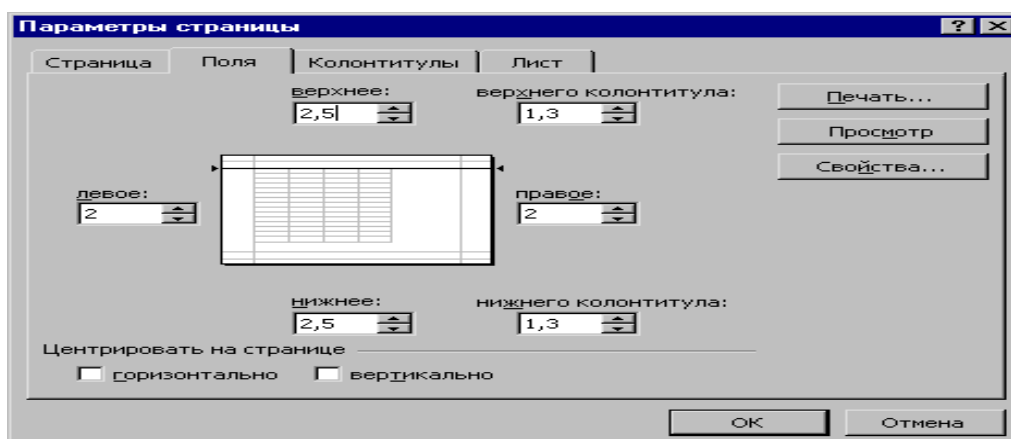 Параметры страницы
Страница Поля Колонтитулы Лист
верхнее: верхнего колонтитула:
2,5 1,3
Печать...
Просмотр
Свойства...
левое: правое:
2 2
нижнее: нижнего колонтитула:
2,5 1,3
Центрировать на странице
горизонтально вертикально
OK Отмена